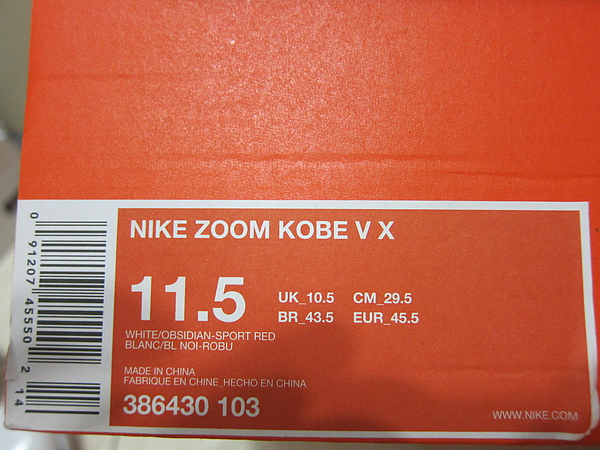 NIKE ZOOM KOBE V X
11.5
UK_10.5 CM_29.5
BR_43.5 EUR_45.5
WHITE/OBSIDIAN-SPORT RED
BLANC/BL NOI-ROBU
MADE IN CHINA
FABRIQUE EN CHINE_HECHO EN CHINA
386430 103
WWW.NIKE.COM
0 91207 45550 2 14